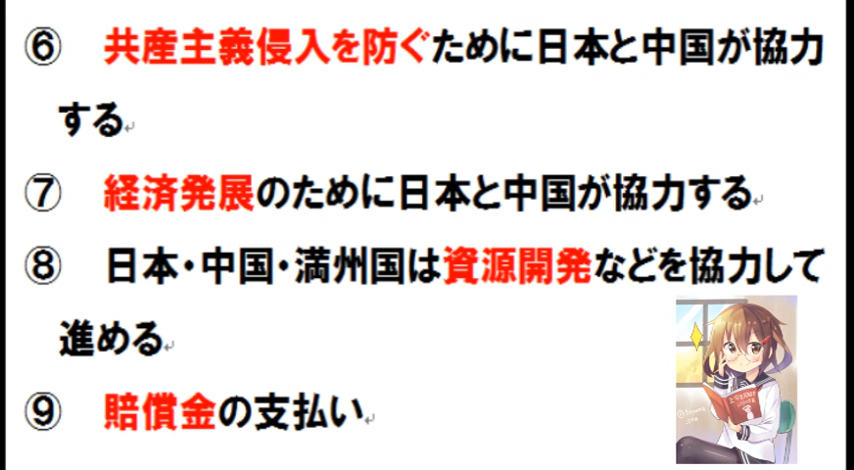 ⑥ 共産主義侵入を防ぐために日本と中国が協力
する
⑦ 経済発展のために日本と中国が協力する
⑧ 日本・中国・満州国は資源開発などを協力して
進める
⑨ 賠償金の支払い